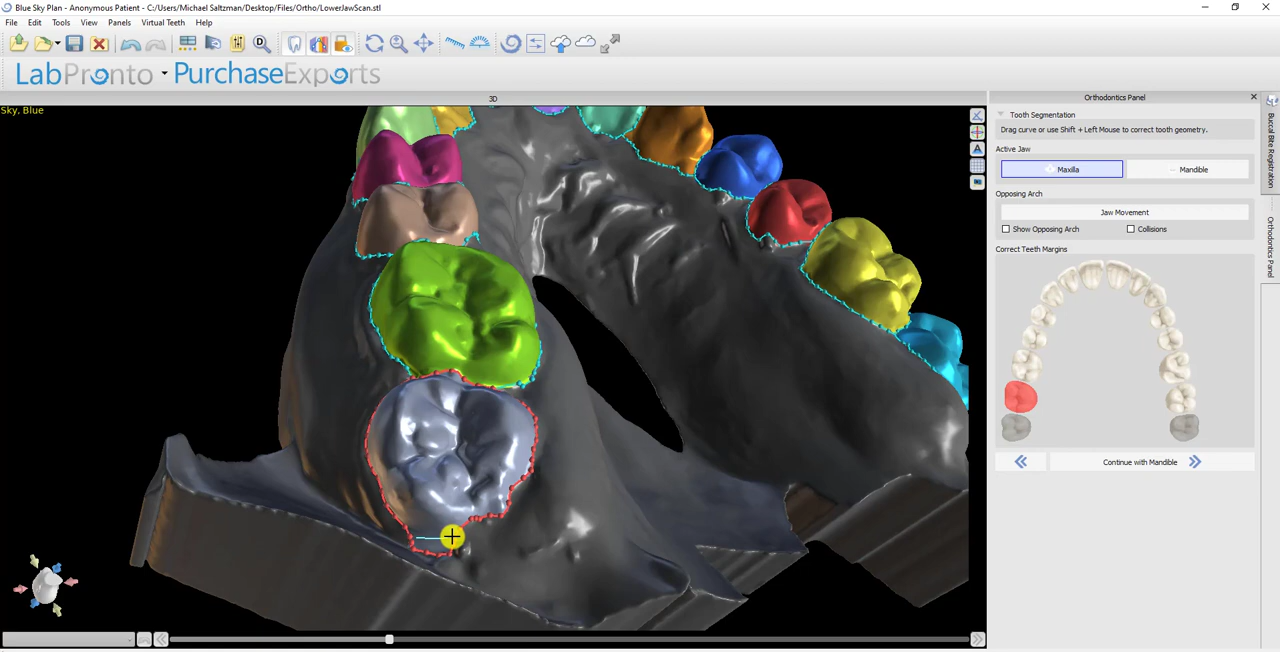 Blue Sky Plan - Anonymous Patient - C:/Users/Michael Saltzman/Desktop/Files/Ortho/LowerJawScan.stl
File Edit Tools View Panels Virtual Teeth Help
LabPronto PurchaseExports
3D
Sky, Blue
Orthodontics Panel
Tooth Segmentation
Drag curve or use Shift + Left Mouse to correct tooth geometry.
Active Jaw
Maxilla Mandible
Opposing Arch
Jaw Movement
Show Opposing Arch Collisions
Correct Teeth Margins
Continue with Mandible
Buccal Bite Registration
Orthodontics Panel